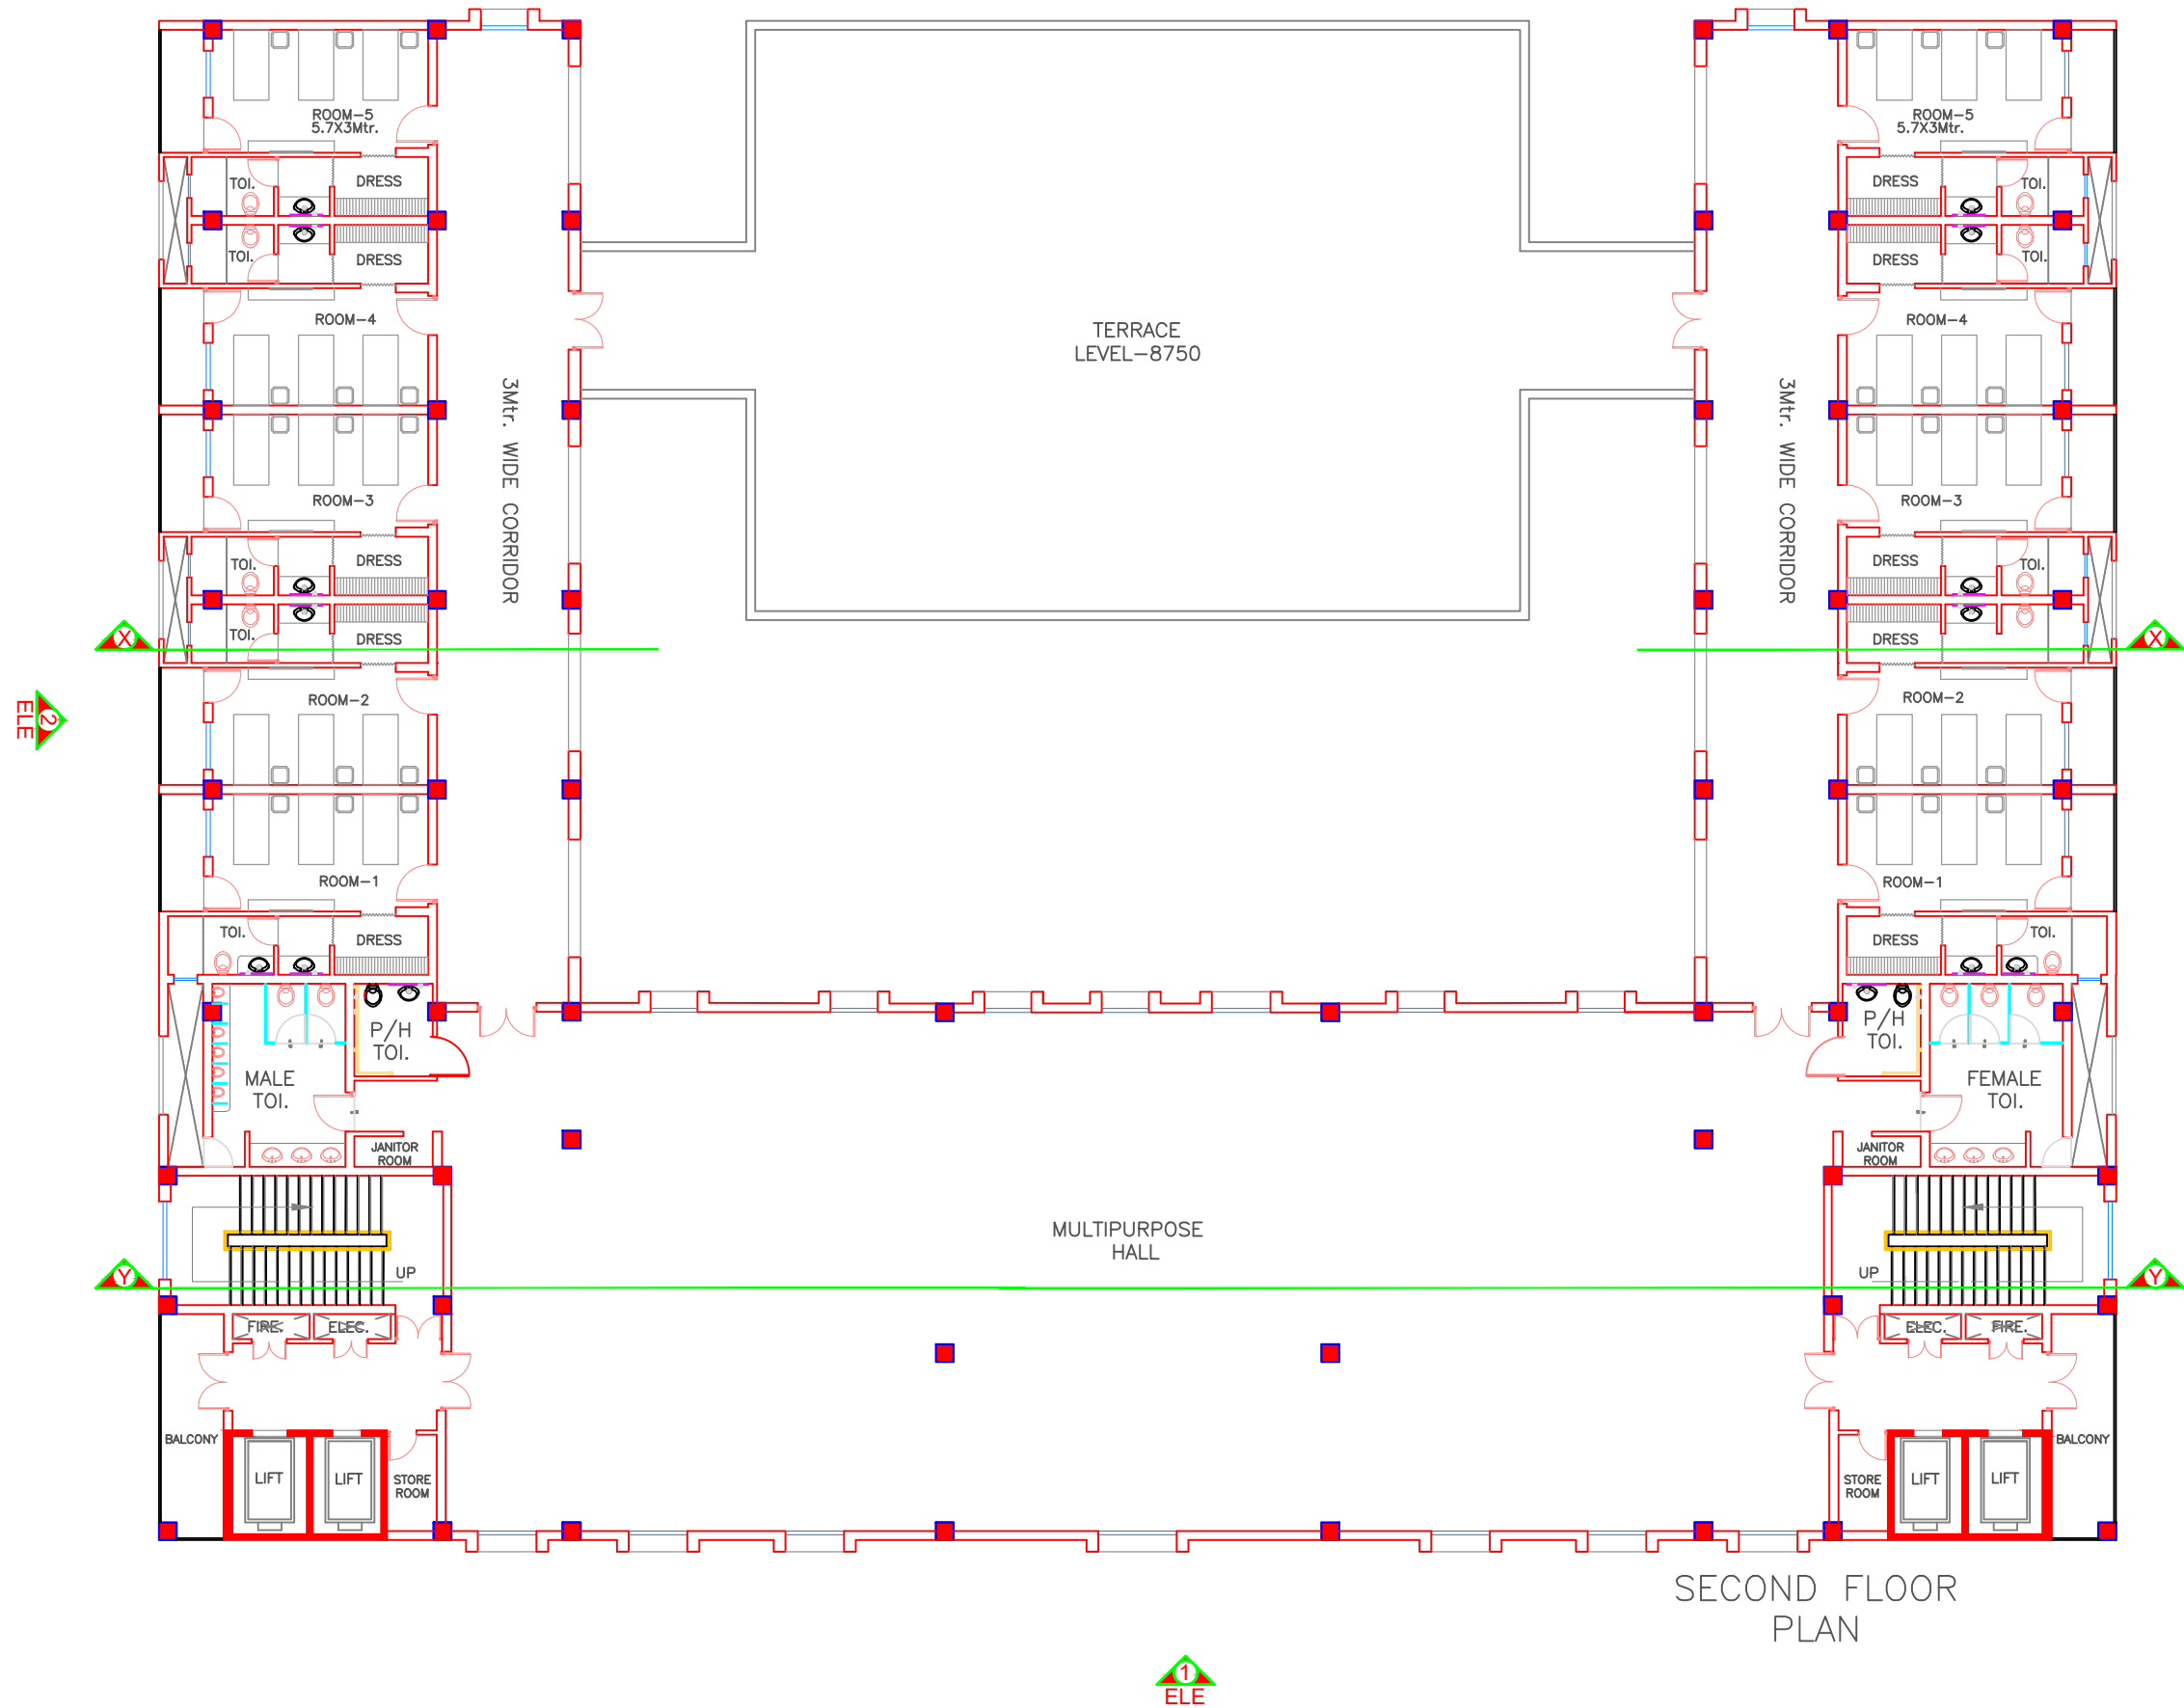 ROOM-5
5.7X3Mtr.
TOI.
DRESS
TOI.
DRESS
ROOM-4
ROOM-3
TOI.
DRESS
TOI.
DRESS
ROOM-2
ROOM-1
TOI.
DRESS
P/H
TOI.
MALE
TOI.
JANITOR
ROOM
UP
FIRE.
ELEC.
BALCONY
LIFT
LIFT
STORE
ROOM
3Mtr. WIDE CORRIDOR
TERRACE
LEVEL-8750
MULTIPURPOSE
HALL
3Mtr. WIDE CORRIDOR
ROOM-5
5.7X3Mtr.
DRESS
TOI.
DRESS
TOI.
ROOM-4
ROOM-3
DRESS
TOI.
DRESS
ROOM-2
ROOM-1
DRESS
TOI.
P/H
TOI.
FEMALE
TOI.
JANITOR
ROOM
UP
ELEC.
FIRE.
STORE
ROOM
LIFT
LIFT
BALCONY
X
X
Y
Y
2
ELE
SECOND FLOOR
PLAN
1
ELE